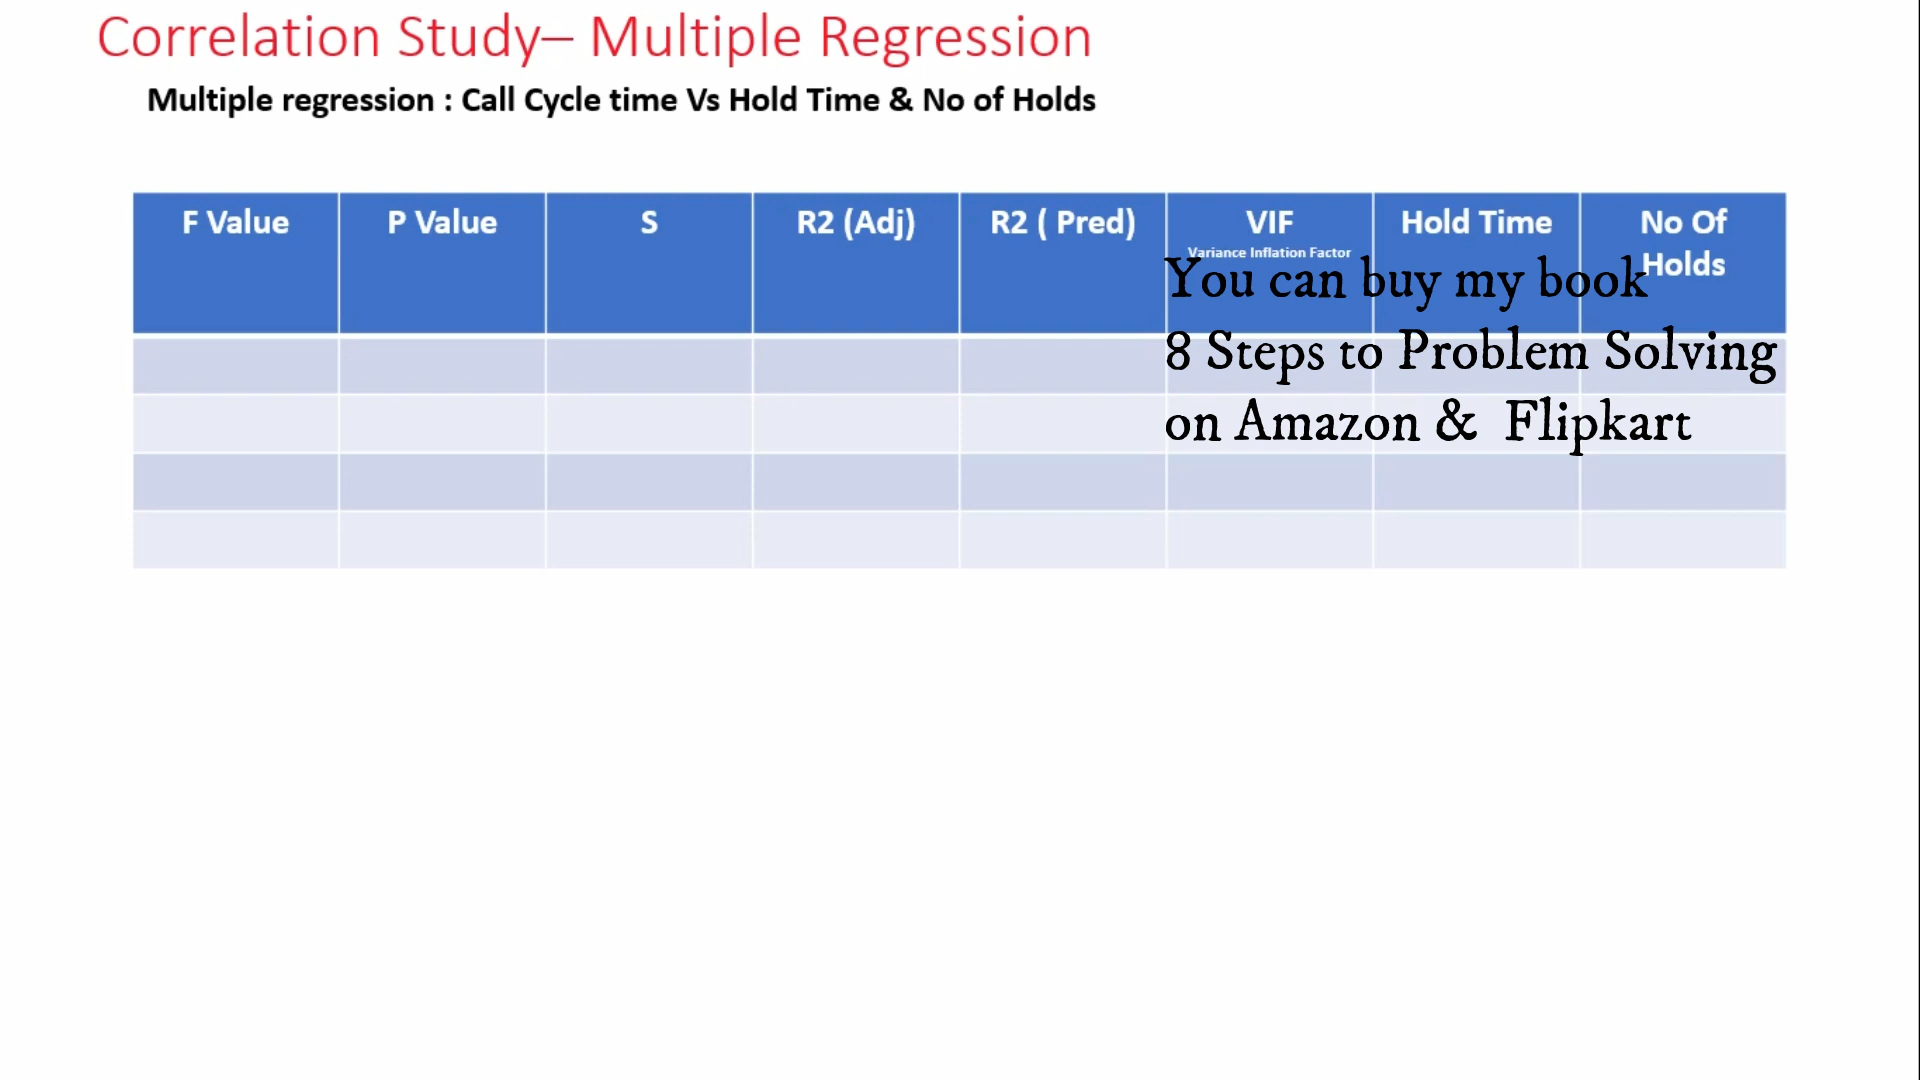 Correlation Study– Multiple Regression
Multiple regression : Call Cycle time Vs Hold Time & No of Holds
F Value
P Value
S
R2 (Adj)
R2 ( Pred)
VIF
Variance Inflation Factor
Hold Time
No Of
Holds
You can buy my book
8 Steps to Problem Solving
on Amazon & Flipkart